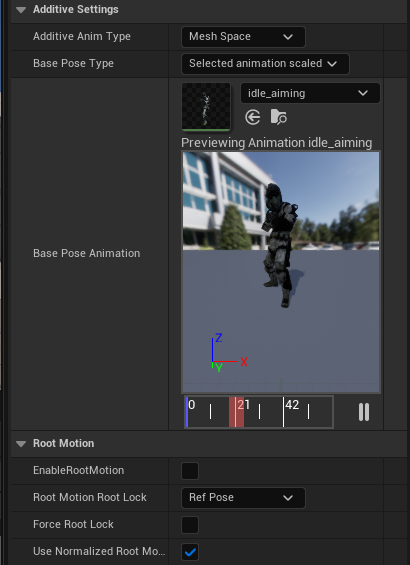 Additive Settings
Additive Anim Type
Mesh Space
Base Pose Type
Selected animation scaled
idle_aiming
Previewing Animation idle_aiming
Base Pose Animation
Z
X
Y
0
21
42
Root Motion
EnableRootMotion
Root Motion Root Lock
Ref Pose
Force Root Lock
Use Normalized Root Mo...